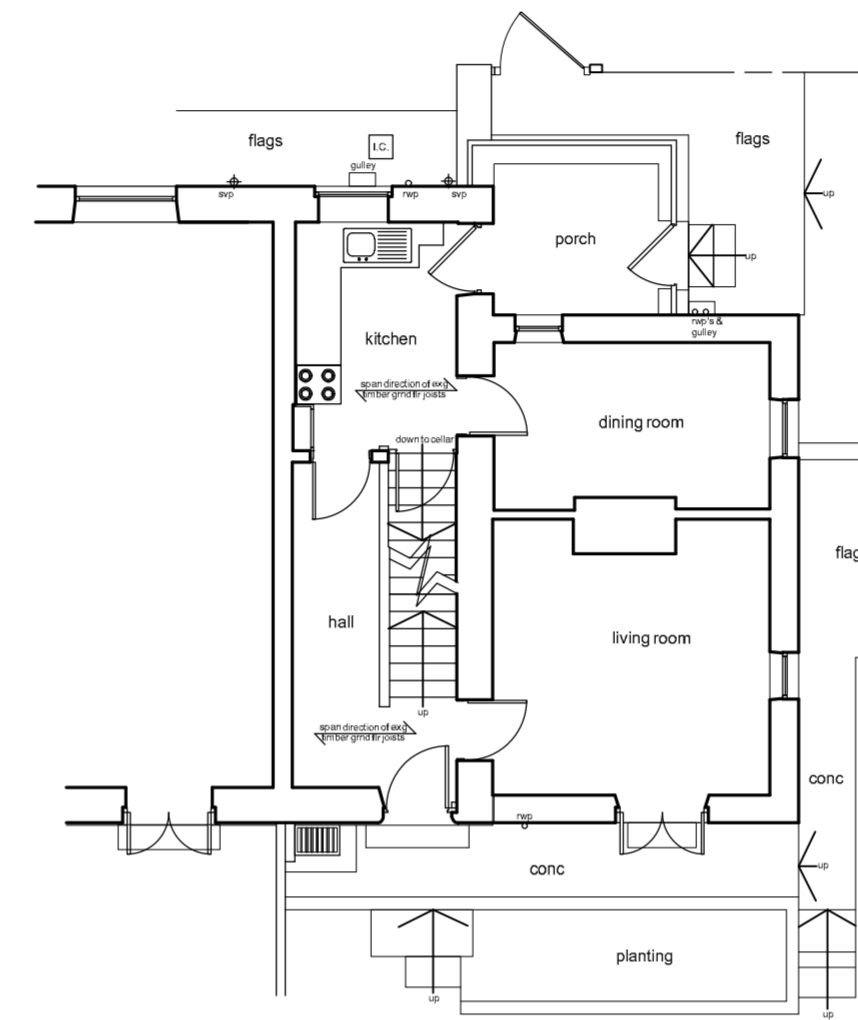 flags
I.C.
flags
gulley
svp
rwp
svp
up
porch
up
rwp's &
gulley
kitchen
span direction of exg
timber grnd flr joists
dining room
down to cellar
flag
hall
living room
up
span direction of exg
timber grnd flr joists
conc
rwp
conc
up
planting
up
up